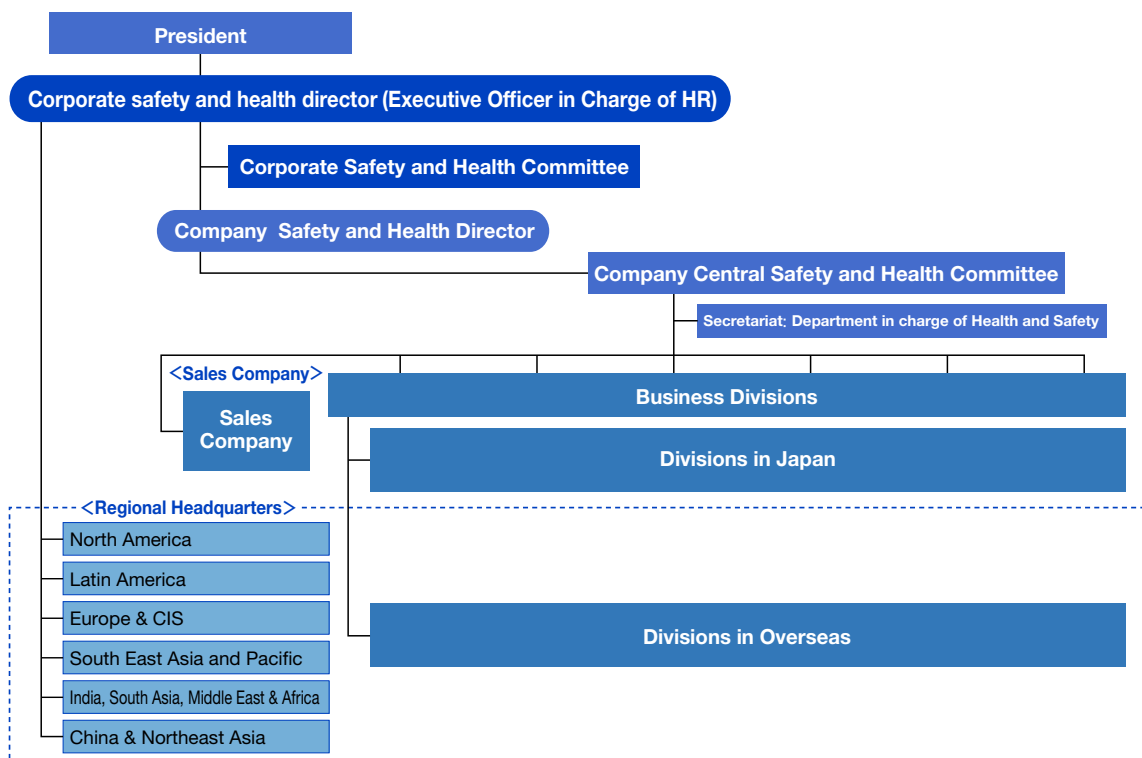 President
Corporate safety and health director (Executive Officer in Charge of HR)
Corporate Safety and Health Committee
Company Safety and Health Director
Company Central Safety and Health Committee
Secretariat: Department in charge of Health and Safety
<Sales Company>
Sales
Company
Business Divisions
Divisions in Japan
<Regional Headquarters>
North America
Latin America
Europe & CIS
South East Asia and Pacific
India, South Asia, Middle East & Africa
China & Northeast Asia
Divisions in Overseas